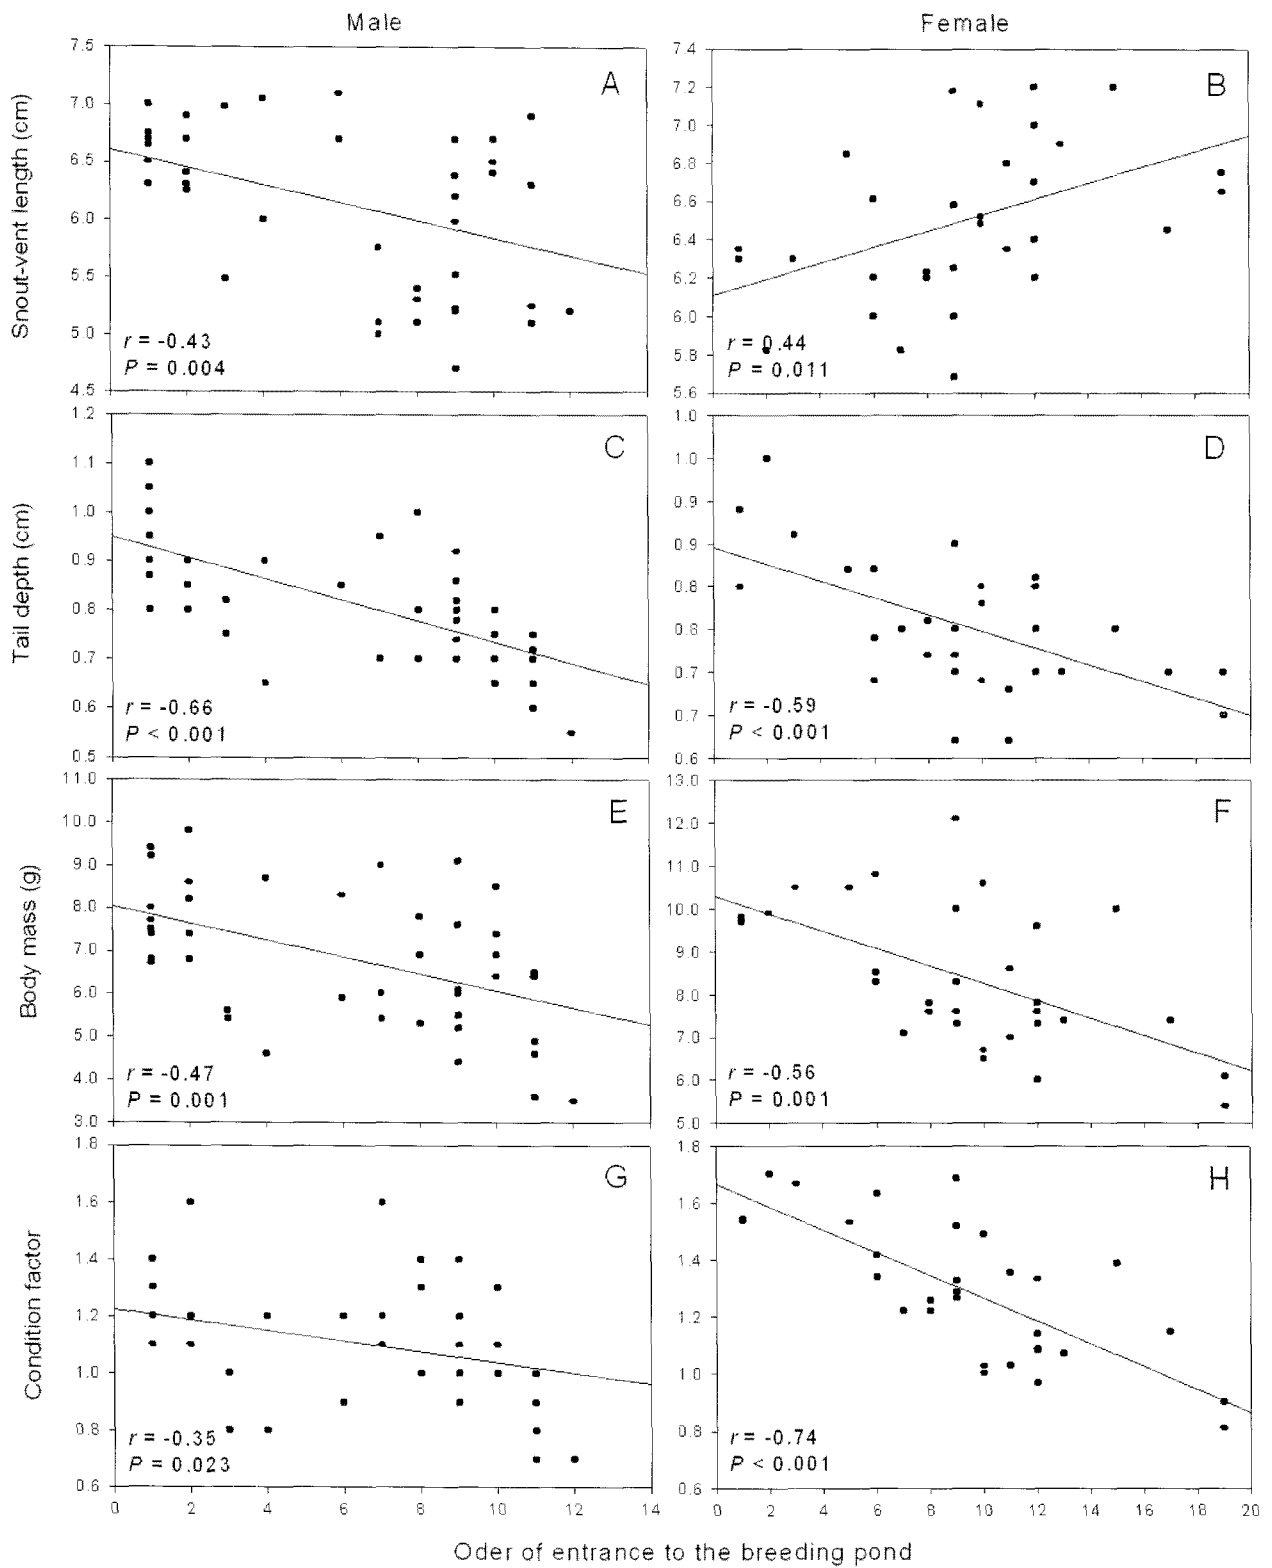 Male
Female
Snout-vent length (cm)
7.5
7.0
6.5
6.0
5.5
5.0
4.5
A
r = -0.43
P = 0.004
7.4
7.2
7.0
6.8
6.6
6.4
6.2
6.0
5.8
5.6
B
r = 0.44
P = 0.011
Tail depth (cm)
1.2
1.1
1.0
0.9
0.8
0.7
0.6
0.5
C
r = -0.66
P < 0.001
1.0
1.0
0.9
0.9
0.8
0.8
0.7
0.7
0.6
D
r = -0.59
P < 0.001
Body mass (g)
11.0
10.0
9.0
8.0
7.0
6.0
5.0
4.0
3.0
E
r = -0.47
P = 0.001
13.0
12.0
11.0
10.0
9.0
8.0
7.0
6.0
5.0
F
r = -0.56
P = 0.001
Condition factor
1.8
1.6
1.4
1.2
1.0
0.8
0.6
G
r = -0.35
P = 0.023
0 2 4 6 8 10 12 14
1.8
1.6
1.4
1.2
1.0
0.8
0.6
H
r = -0.74
P < 0.001
0 2 4 6 8 10 12 14 16 18 20
Oder of entrance to the breeding pond